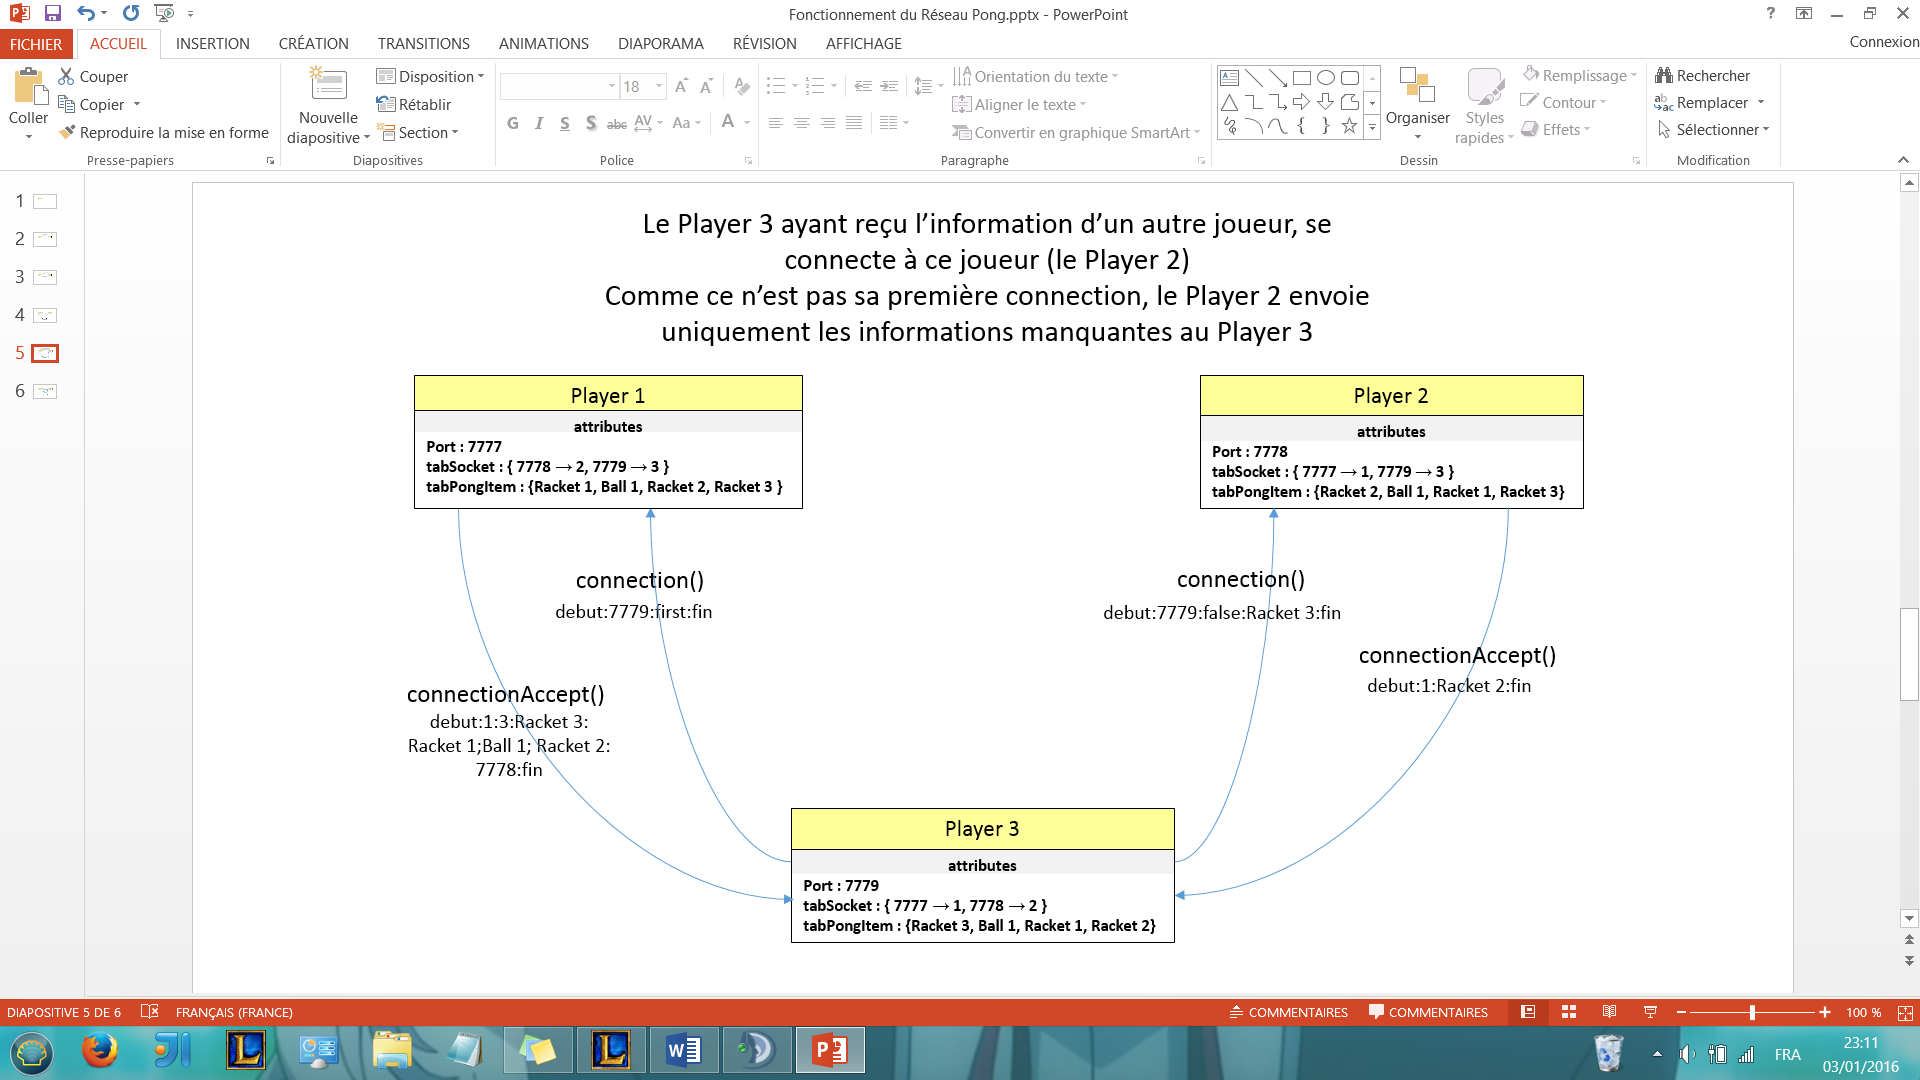 Fonctionnement du Réseau Pong.pptx - PowerPoint
?
FICHIER ACCUEIL INSERTION CRÉATION TRANSITIONS ANIMATIONS DIAPORAMA RÉVISION AFFICHAGE Connexion
Coller
Couper
Copier
Reproduire la mise en forme
Presse-papiers
Nouvelle
diapositive
Disposition
Rétablir
Section
Diapositives
18
G I S S abc AV Aa A
Police
Orientation du texte
Aligner le texte
Convertir en graphique SmartArt
Paragraphe
Organiser
Styles
rapides
Remplissage
Contour
Effets
Dessin
Rechercher
Remplacer
Sélectionner
Modification
1
2
3
4
5
6
Le Player 3 ayant reçu l’information d’un autre joueur, se
connecte à ce joueur (le Player 2)
Comme ce n’est pas sa première connection, le Player 2 envoie
uniquement les informations manquantes au Player 3
Player 1
attributes
Port : 7777
tabSocket : { 7778 → 2, 7779 → 3 }
tabPongItem : {Racket 1, Ball 1, Racket 2, Racket 3 }
Player 2
attributes
Port : 7778
tabSocket : { 7777 → 1, 7779 → 3 }
tabPongItem : {Racket 2, Ball 1, Racket 1, Racket 3}
connection()
debut:7779:first:fin
connection()
debut:7779:false:Racket 3:fin
connectionAccept()
debut:1:Racket 2:fin
connectionAccept()
debut:1:3:Racket 3:
Racket 1;Ball 1; Racket 2:
7778:fin
Player 3
attributes
Port : 7779
tabSocket : { 7777 → 1, 7778 → 2 }
tabPongItem : {Racket 3, Ball 1, Racket 1, Racket 2}
DIAPOSITIVE 5 DE 6 FRANÇAIS (FRANCE) COMMENTAIRES COMMENTAIRES 100 %
FRA
23:11
03/01/2016